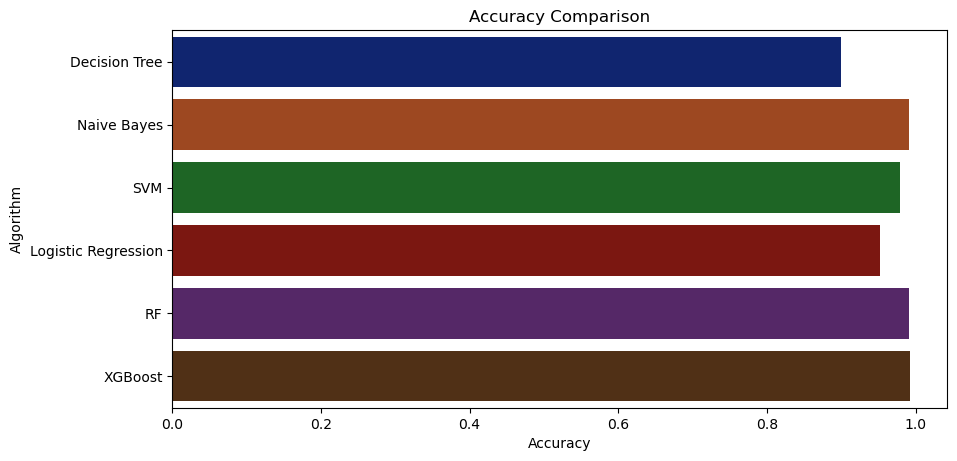 Accuracy Comparison
Algorithm
Decision Tree
Naive Bayes
SVM
Logistic Regression
RF
XGBoost
0.0 0.2 0.4 0.6 0.8 1.0
Accuracy